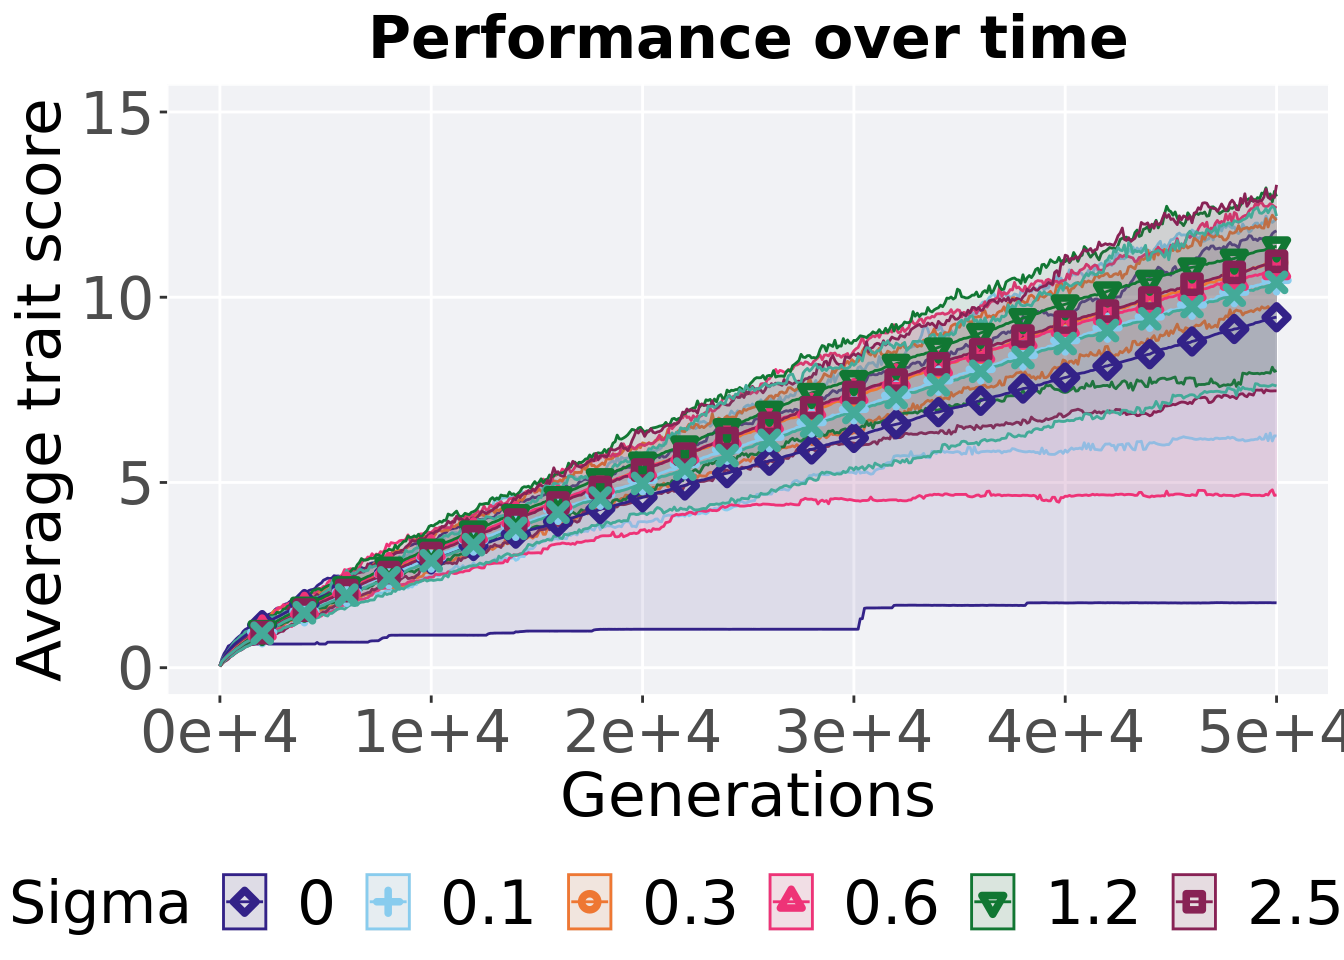 Performance over time
Average trait score
15
10
5
0
0e+4 1e+4 2e+4 3e+4 4e+4 5e+4
Generations
Sigma 0 0.1 0.3 0.6 1.2 2.5